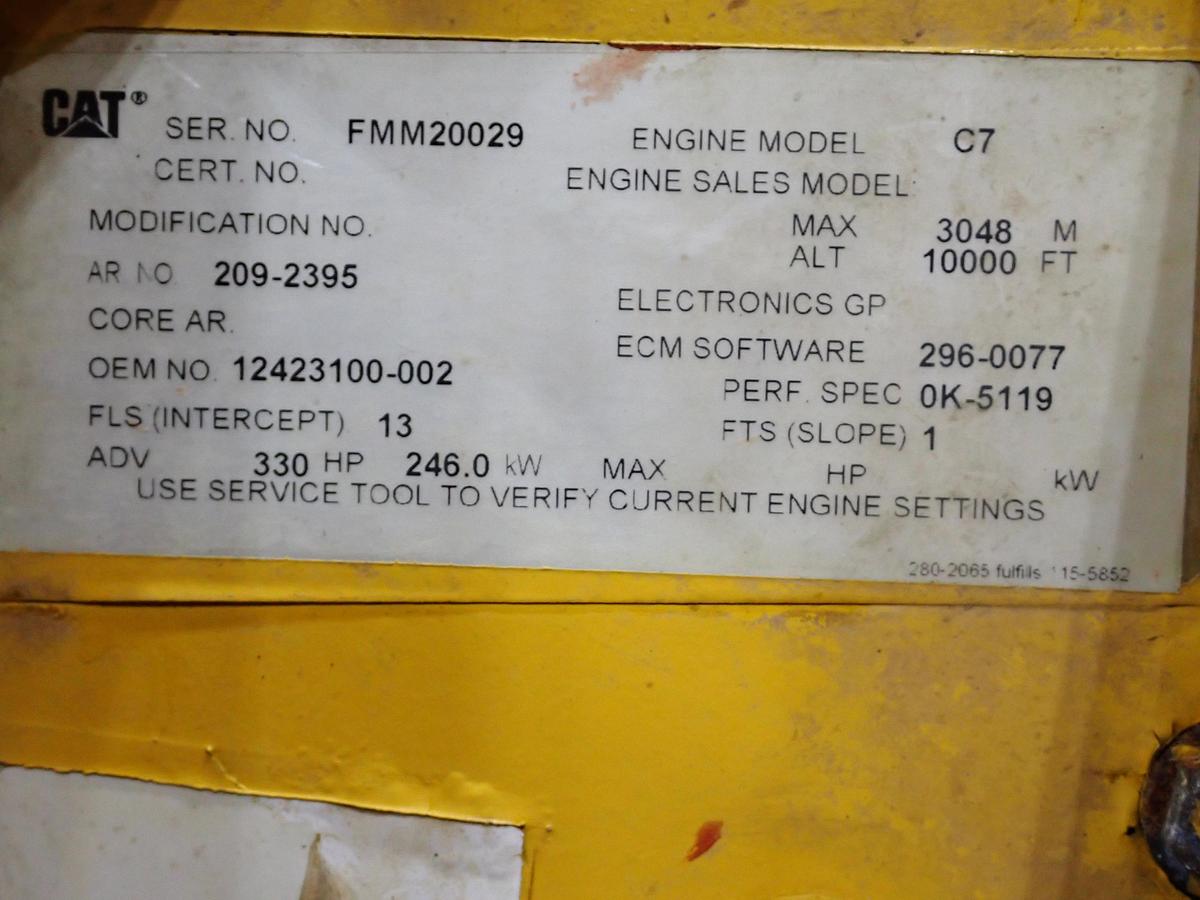 CAT® SER. NO. FMM20029 ENGINE MODEL C7
CERT. NO. ENGINE SALES MODEL:
MODIFICATION NO. MAX 3048 M
ALT 10000 FT
AR NO 209-2395
ELECTRONICS GP
CORE AR.
ECM SOFTWARE 296-0077
OEM NO. 12423100-002
PERF. SPEC 0K-5119
FLS (INTERCEPT) 13 FTS (SLOPE) 1
ADV 330 HP 246.0 kW MAX HP kW
USE SERVICE TOOL TO VERIFY CURRENT ENGINE SETTINGS
280-2065 fulfills 115-5852